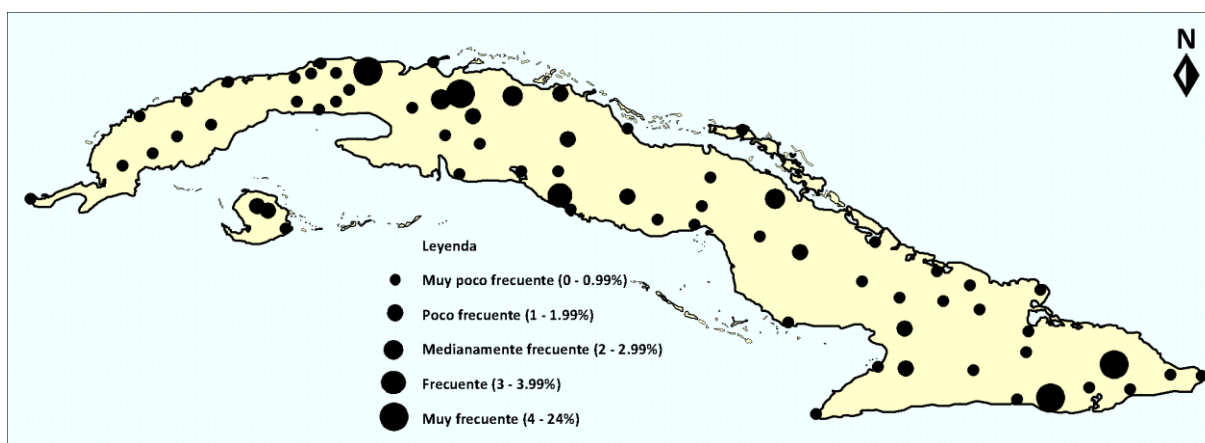 N
Leyenda
Muy poco frecuente (0 - 0.99%)
Poco frecuente (1 - 1.99%)
Medianamente frecuente (2 - 2.99%)
Frecuente (3 - 3.99%)
Muy frecuente (4 - 24%)